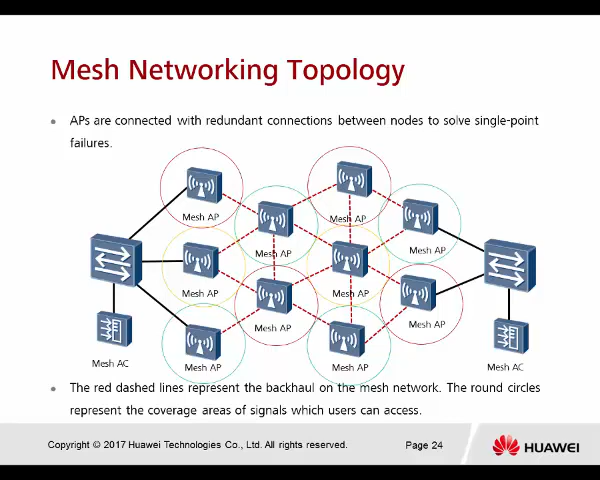 Mesh Networking Topology
APs are connected with redundant connections between nodes to solve single-point
failures.
Mesh AP
Mesh AP
Mesh AP
Mesh AP
Mesh AP
Mesh AP
Mesh AP
Mesh AP
Mesh AP
Mesh AP
Mesh AC
Mesh AC
The red dashed lines represent the backhaul on the mesh network. The round circles
represent the coverage areas of signals which users can access.
Copyright © 2017 Huawei Technologies Co., Ltd. All rights reserved.
Page 24
HUAWEI